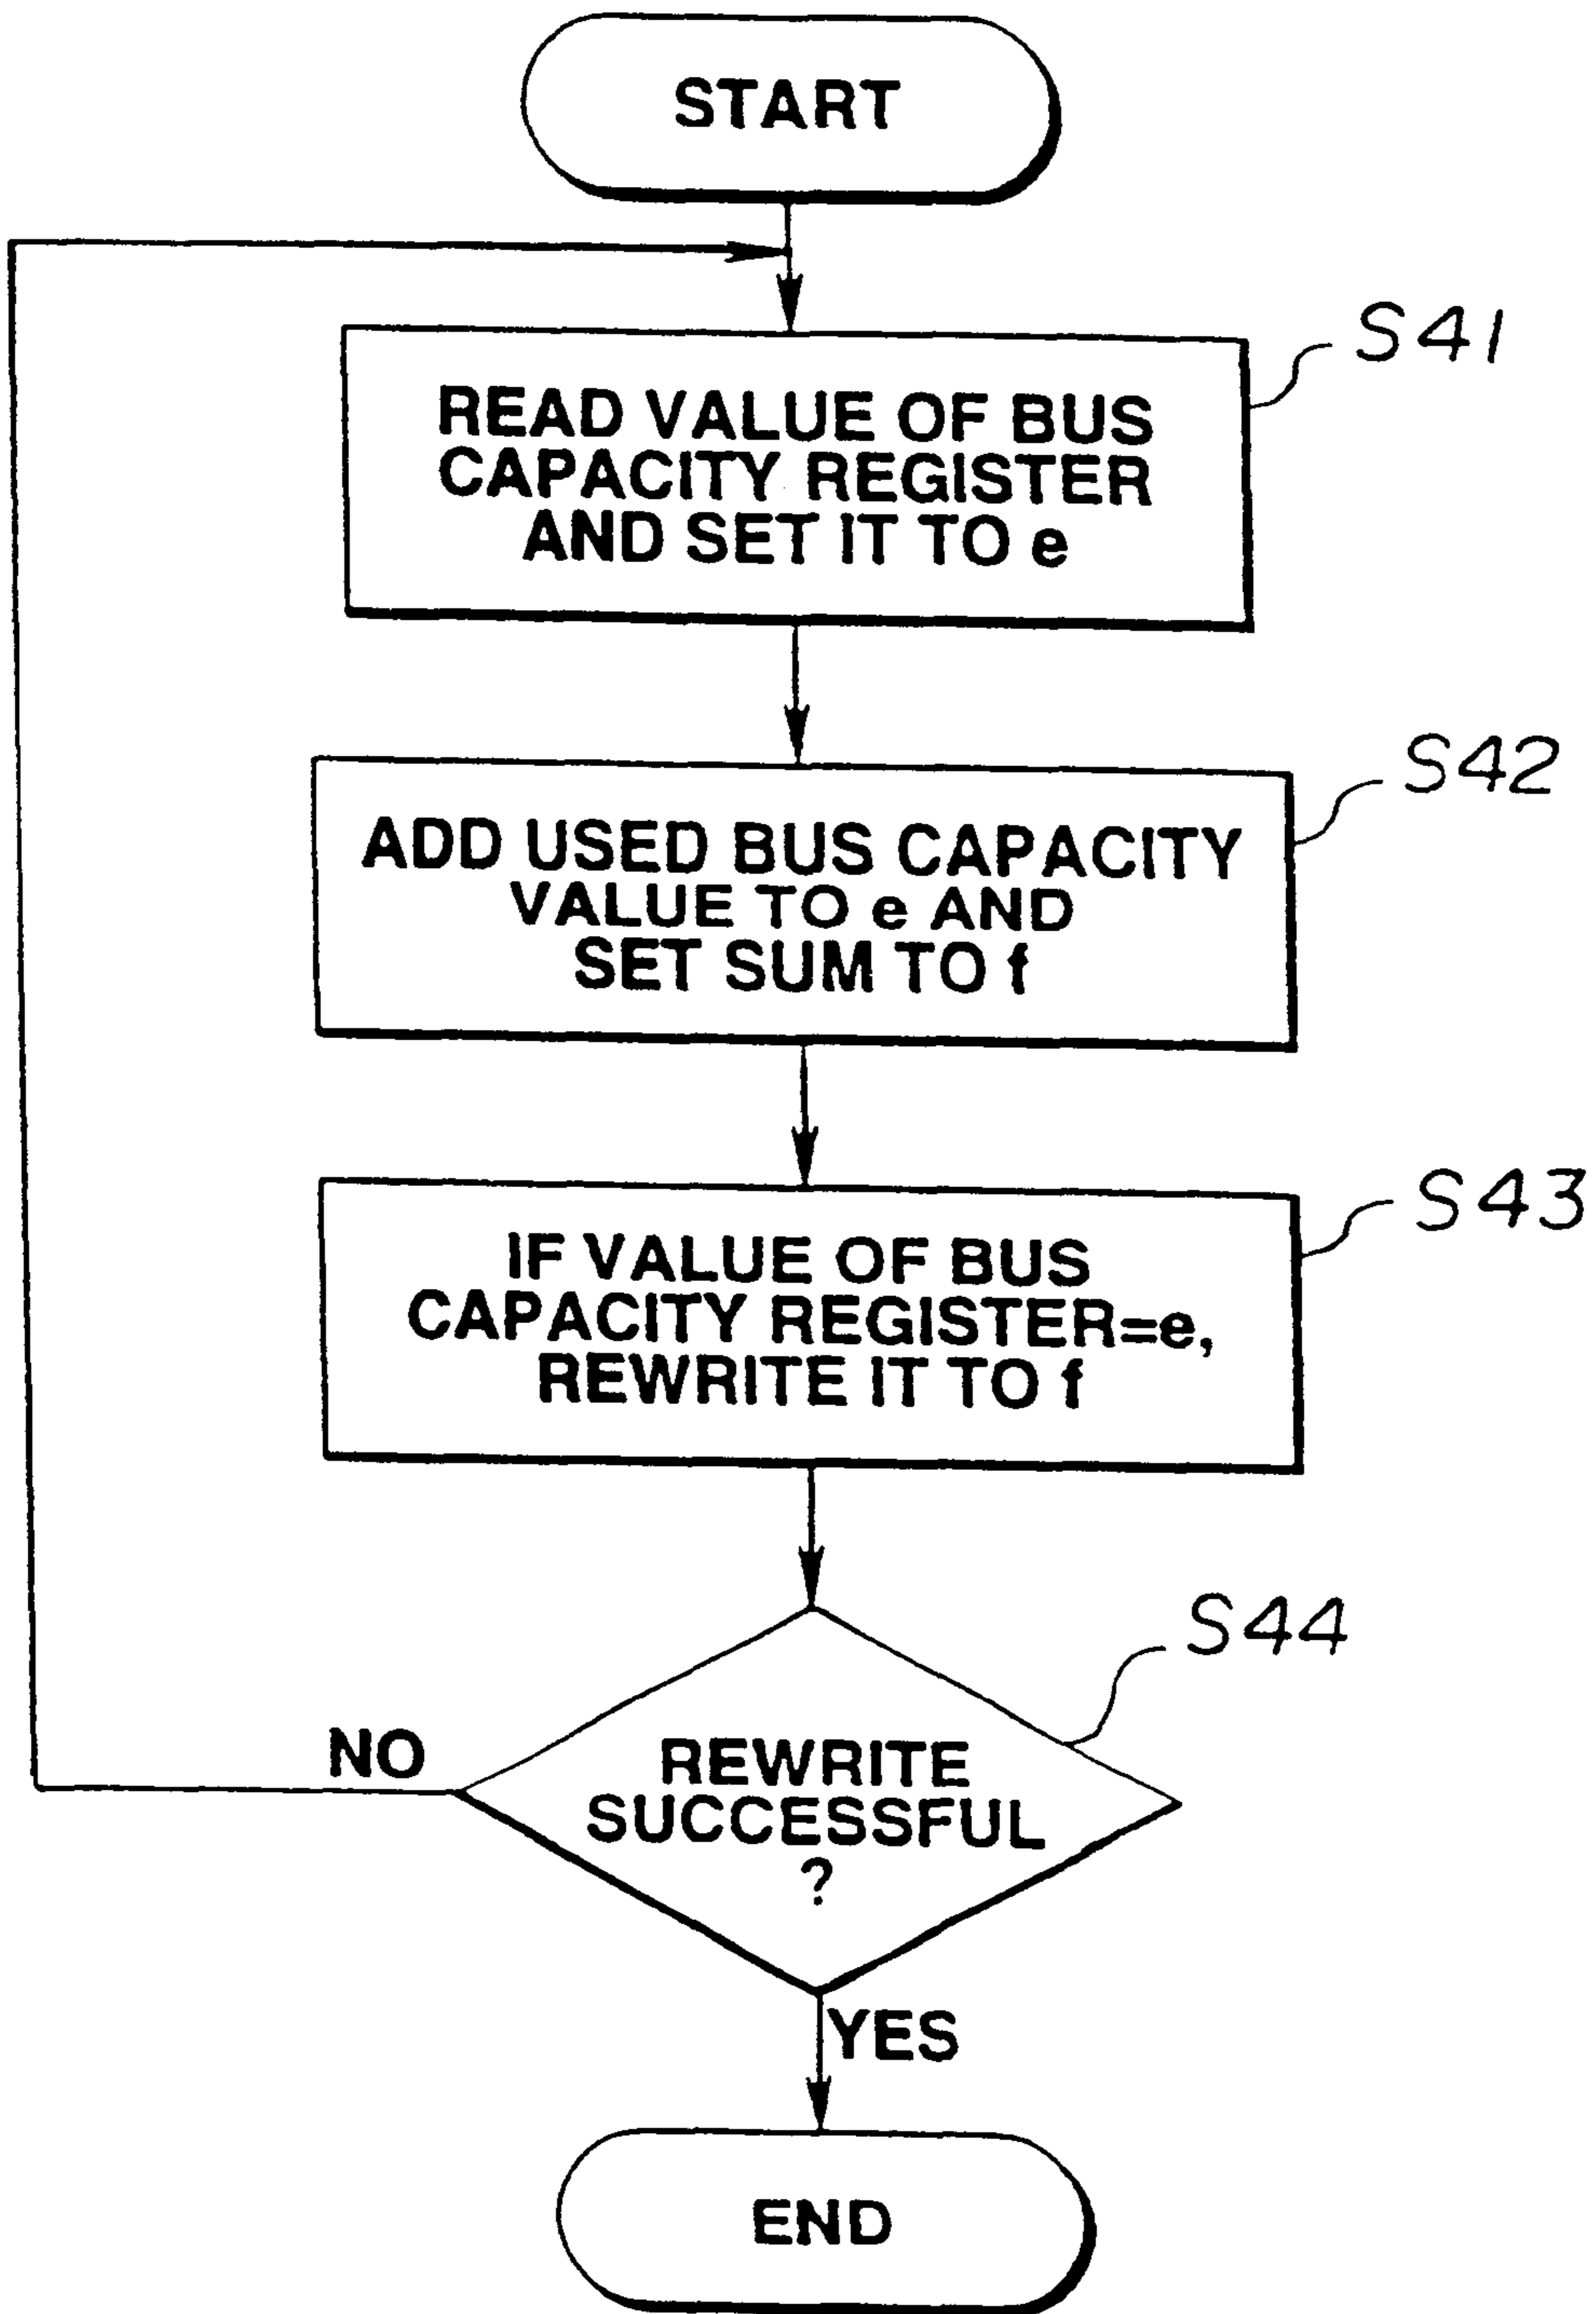 START
S41
READ VALUE OF BUS
CAPACITY REGISTER
AND SET IT TO e
S42
ADD USED BUS CAPACITY
VALUE TO e AND
SET SUM TO f
S43
IF VALUE OF BUS
CAPACITY REGISTER=e,
REWRITE IT TO f
S44
NO
REWRITE
SUCCESSFUL
?
YES
END